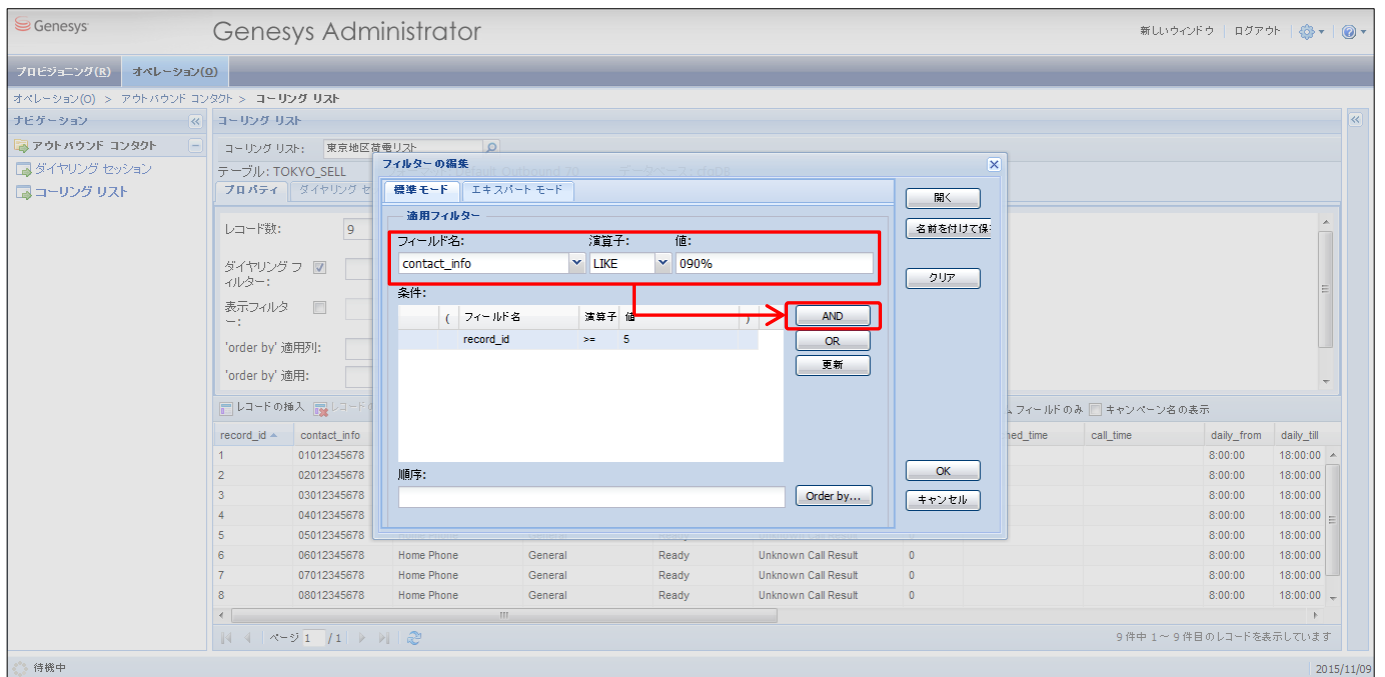 Genesys
Genesys Administrator
新しいウィンドウ ログアウト
プロビジョニング(R) オペレーション(O)
オペレーション(O) > アウトバウンド コンタクト > コーリング リスト
ナビゲーション
コーリング リスト
アウトバウンド コンタクト
ダイヤリング セッション
コーリング リスト
コーリング リスト: 東京地区荷電リスト
テーブル: TOKYO_SELL
プロパティ ダイヤリング セ
レコード数: 9
ダイヤリング フィルター:
表示フィルター:
'order by' 適用列:
'order by' 適用:
フィルターの編集
標準モード エキスパート モード
適用フィルター
フィールド名: 演算子: 値:
contact_info LIKE 090%
条件:
( フィールド名 演算子 値 )
record_id >= 5
AND
OR
更新
順序:
Order by...
開く
名前を付けて保
クリア
OK
キャンセル
レコードの挿入 レコードの フィールドのみ キャンペーン名の表示
record_id contact_info ned_time call_time daily_from daily_till
1 01012345678 8:00:00 18:00:00
2 02012345678 8:00:00 18:00:00
3 03012345678 8:00:00 18:00:00
4 04012345678 8:00:00 18:00:00
5 05012345678 8:00:00 18:00:00
6 06012345678 Home Phone General Ready Unknown Call Result 0 8:00:00 18:00:00
7 07012345678 Home Phone General Ready Unknown Call Result 0 8:00:00 18:00:00
8 08012345678 Home Phone General Ready Unknown Call Result 0 8:00:00 18:00:00
ページ 1 / 1
9 件中 1 ~ 9 件目のレコードを表示しています
待機中
2015/11/09